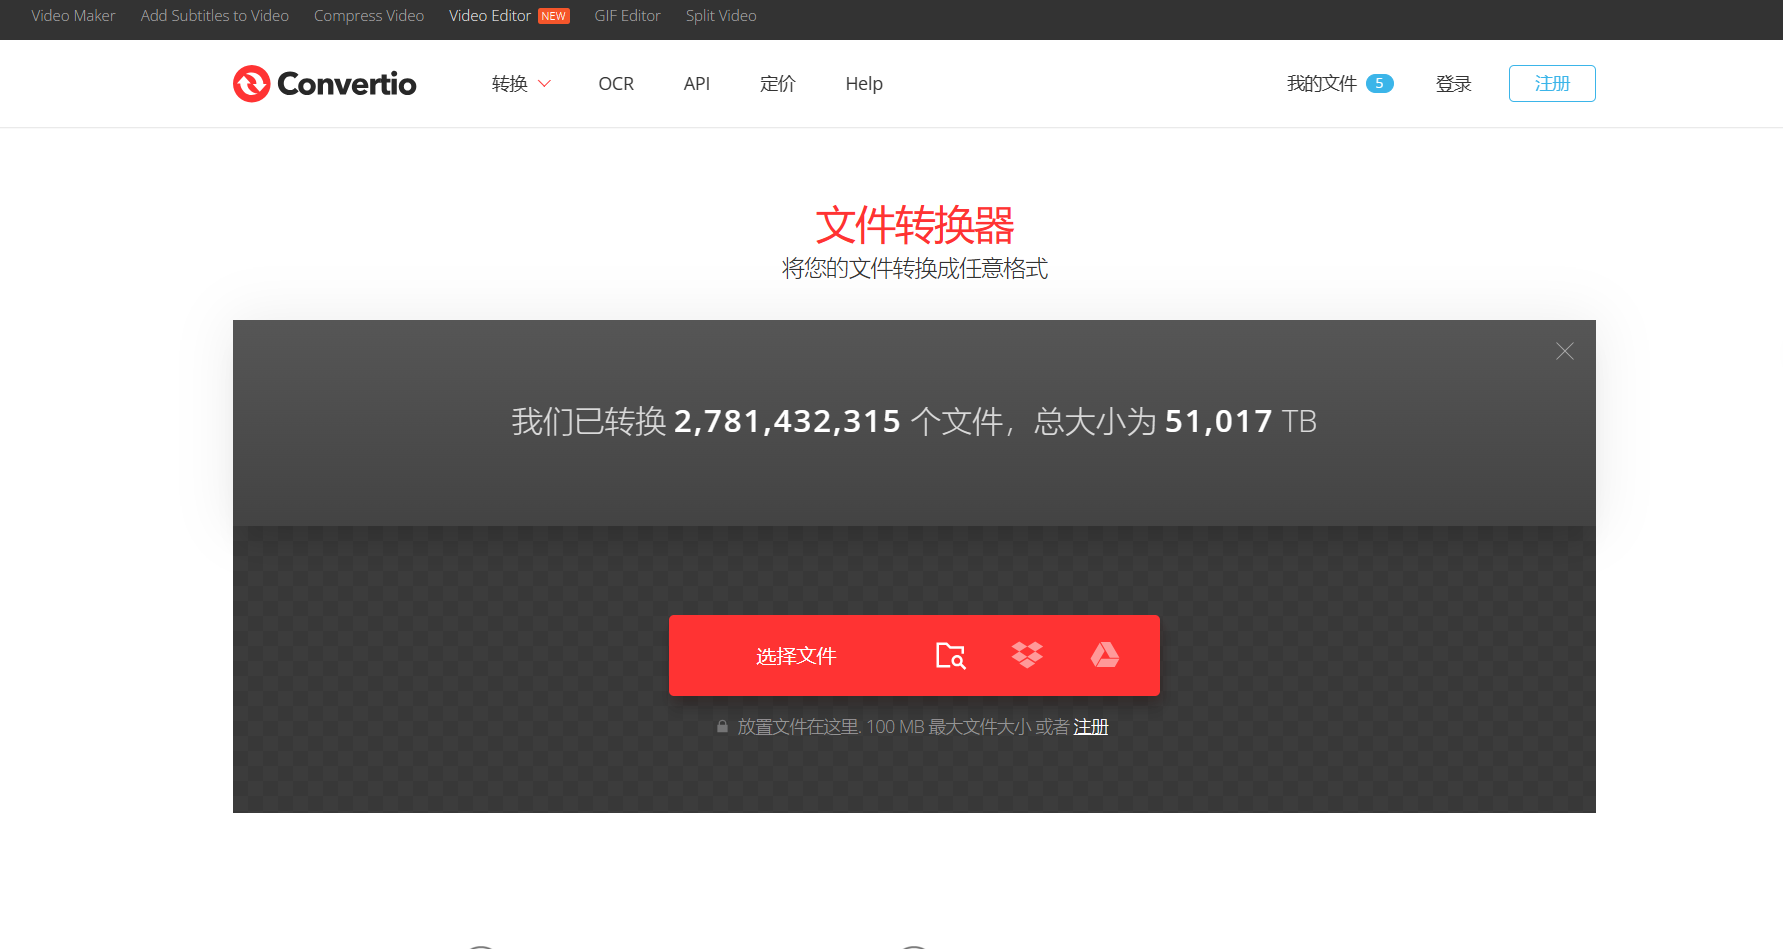 Video Maker Add Subtitles to Video Compress Video Video Editor NEW GIF Editor Split Video
Convertio 转换 OCR API 定价 Help 我的文件 5 登录 注册
文件转换器
将您的文件转换成任意格式
我们已转换 2,781,432,315 个文件，总大小为 51,017 TB
选择文件
放置文件在这里. 100 MB 最大文件大小 或者 注册